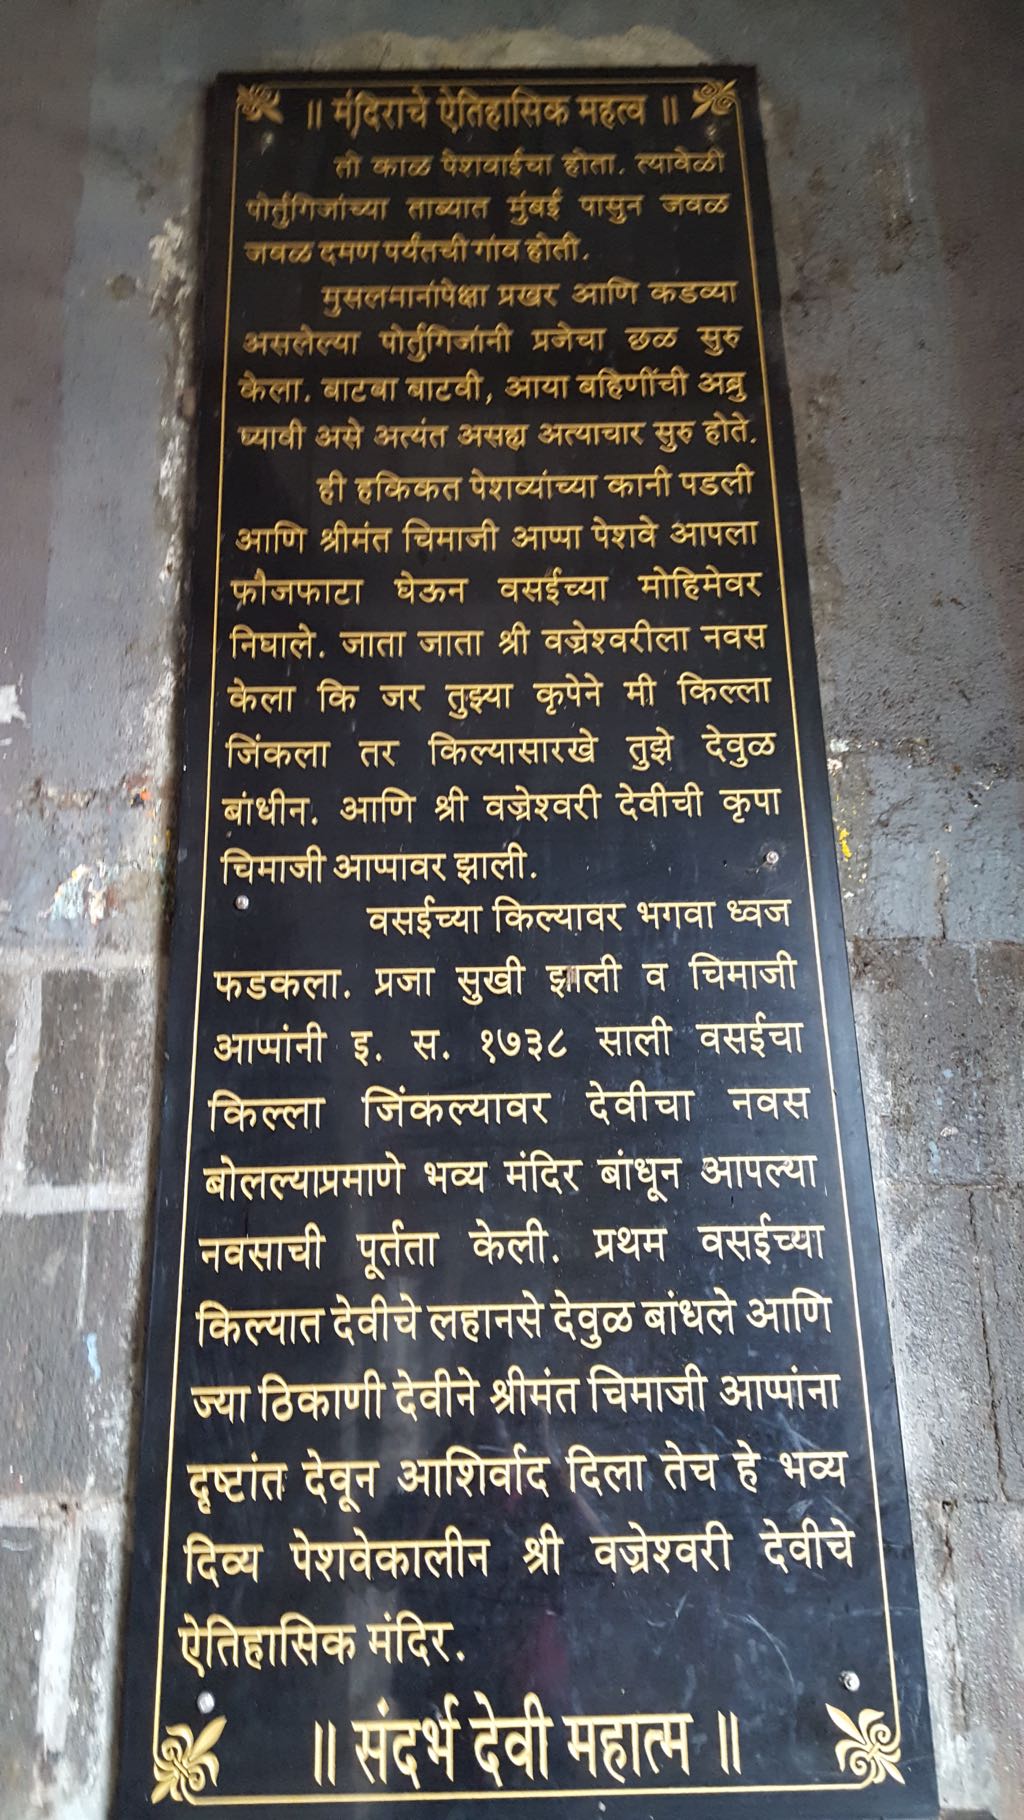 ॥ मंदिराचे ऐतिहासिक महत्व ॥
तो काळ पेशवाईचा होता. त्यावेळी
पोर्तुगिजांच्या ताब्यात मुंबई पासुन जवळ
जवळ दमण पर्यंतची गांव होती.
मुसलमानांपेक्षा प्रखर आणि कडव्या
असलेल्या पोर्तुगिजांनी प्रजेचा छळ सुरु
केला. बाटबा बाटवी, आया बहिणींची अब्रु
घ्यावी असे अत्यंत असह्य अत्याचार सुरु होते.
ही हकिकत पेशव्यांच्या कानी पडली
आणि श्रीमंत चिमाजी आप्पा पेशवे आपला
फौजफाटा घेऊन वसईच्या मोहिमेवर
निघाले. जाता जाता श्री वज्रेश्वरीला नवस
केला कि जर तुझ्या कृपेने मी किल्ला
जिंकला तर किल्यासारखे तुझे देवुळ
बांधीन. आणि श्री वज्रेश्वरी देवीची कृपा
चिमाजी आप्पावर झाली.
वसईच्या किल्यावर भगवा ध्वज
फडकला. प्रजा सुखी झाली व चिमाजी
आप्पांनी इ. स. १७३८ साली वसईचा
किल्ला जिंकल्यावर देवीचा नवस
बोलल्याप्रमाणे भव्य मंदिर बांधून आपल्या
नवसाची पूर्तता केली. प्रथम वसईच्या
किल्यात देवीचे लहानसे देवुळ बांधले आणि
ज्या ठिकाणी देवीने श्रीमंत चिमाजी आप्पांना
दृष्टांत देवून आशिर्वाद दिला तेच हे भव्य
दिव्य पेशवेकालीन श्री वज्रेश्वरी देवीचे
ऐतिहासिक मंदिर.
॥ संदर्भ देवी महात्म ॥